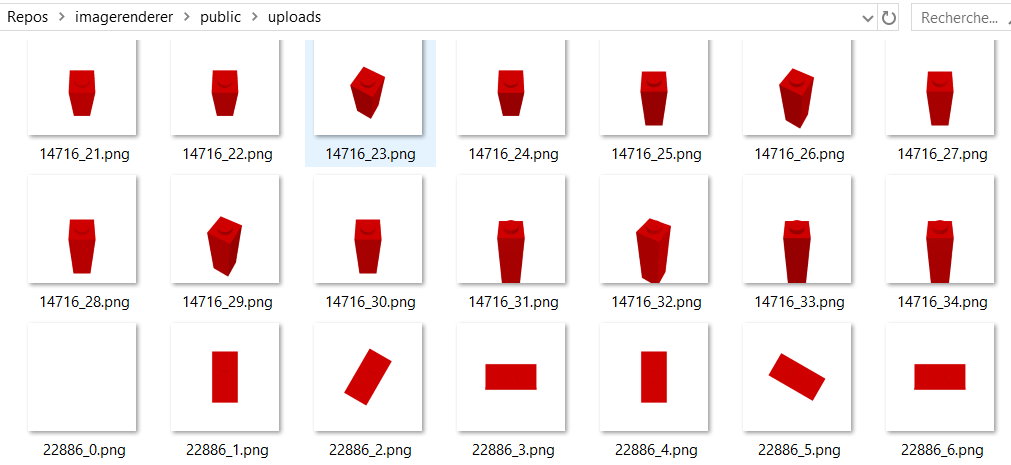 Repos > imagerenderer > public > uploads
Recherche...
14716_21.png 14716_22.png 14716_23.png 14716_24.png 14716_25.png 14716_26.png 14716_27.png
14716_28.png 14716_29.png 14716_30.png 14716_31.png 14716_32.png 14716_33.png 14716_34.png
22886_0.png 22886_1.png 22886_2.png 22886_3.png 22886_4.png 22886_5.png 22886_6.png